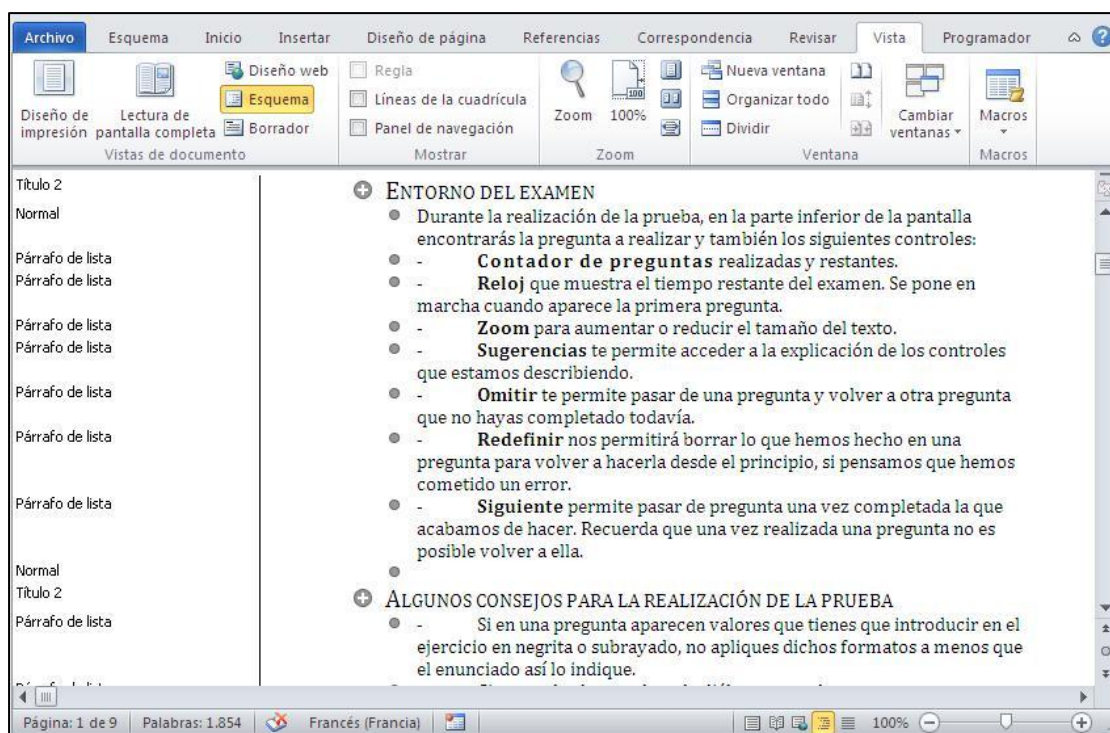 Archivo Esquema Inicio Insertar Diseño de página Referencias Correspondencia Revisar Vista Programador
Diseño de impresión
Lectura de pantalla completa
Diseño web
Esquema
Borrador
Vistas de documento
Regla
Líneas de la cuadrícula
Panel de navegación
Mostrar
Zoom
100%
Zoom
Nueva ventana
Organizar todo
Dividir
Cambiar ventanas
Ventana
Macros
Macros
Título 2
ENTORNO DEL EXAMEN
Normal
Durante la realización de la prueba, en la parte inferior de la pantalla
encontrarás la pregunta a realizar y también los siguientes controles:
Párrafo de lista
- Contador de preguntas realizadas y restantes.
Párrafo de lista
- Reloj que muestra el tiempo restante del examen. Se pone en
marcha cuando aparece la primera pregunta.
Párrafo de lista
- Zoom para aumentar o reducir el tamaño del texto.
Párrafo de lista
- Sugerencias te permite acceder a la explicación de los controles
que estamos describiendo.
Párrafo de lista
- Omitir te permite pasar de una pregunta y volver a otra pregunta
que no hayas completado todavía.
Párrafo de lista
- Redefinir nos permitirá borrar lo que hemos hecho en una
pregunta para volver a hacerla desde el principio, si pensamos que hemos
cometido un error.
Párrafo de lista
- Siguiente permite pasar de pregunta una vez completada la que
acabamos de hacer. Recuerda que una vez realizada una pregunta no es
posible volver a ella.
Normal
Título 2
ALGUNOS CONSEJOS PARA LA REALIZACIÓN DE LA PRUEBA
Párrafo de lista
- Si en una pregunta aparecen valores que tienes que introducir en el
ejercicio en negrita o subrayado, no apliques dichos formatos a menos que
el enunciado así lo indique.
Página: 1 de 9 Palabras: 1.854 Francés (Francia) 100%